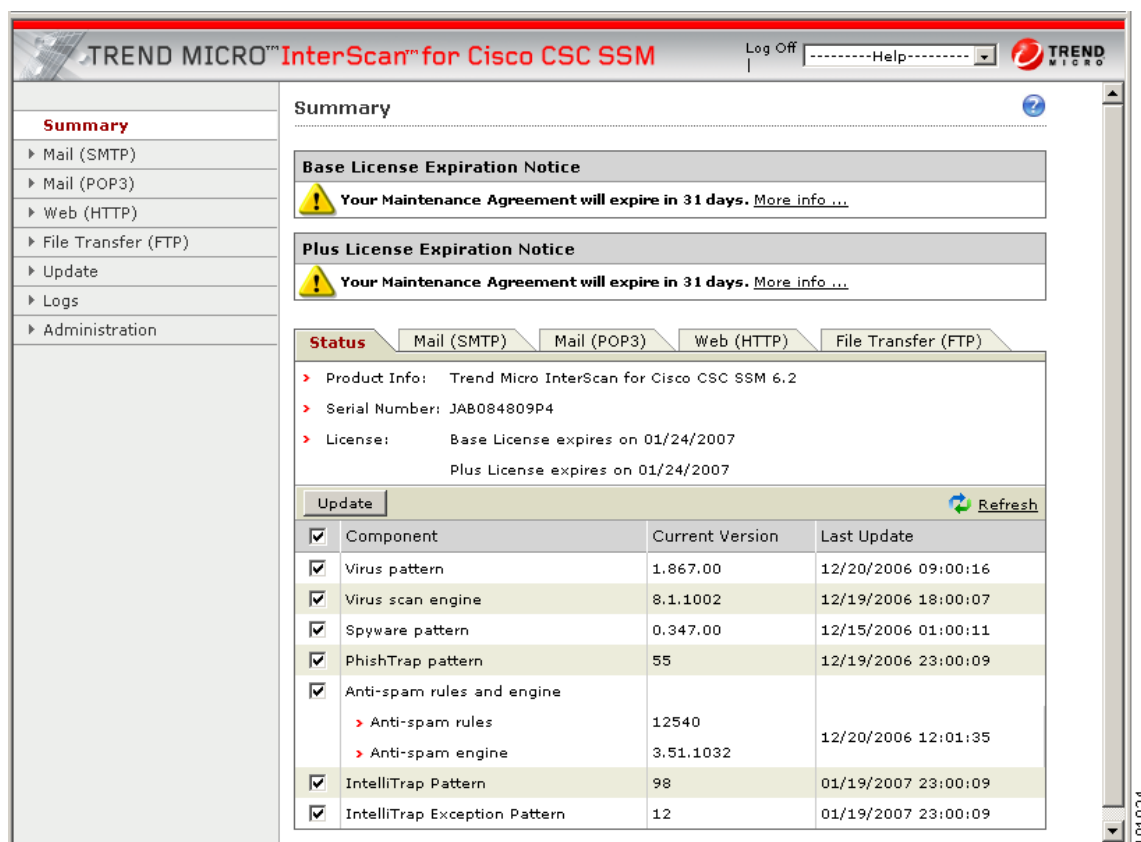 TREND MICRO™ InterScan™ for Cisco CSC SSM
Log Off
|
---------Help---------
TREND
MICRO
Summary
Mail (SMTP)
Mail (POP3)
Web (HTTP)
File Transfer (FTP)
Update
Logs
Administration
Summary
Base License Expiration Notice
Your Maintenance Agreement will expire in 31 days. More info ...
Plus License Expiration Notice
Your Maintenance Agreement will expire in 31 days. More info ...
Status Mail (SMTP) Mail (POP3) Web (HTTP) File Transfer (FTP)
Product Info: Trend Micro InterScan for Cisco CSC SSM 6.2
Serial Number: JAB084809P4
License: Base License expires on 01/24/2007
Plus License expires on 01/24/2007
Update Refresh
Component Current Version Last Update
Virus pattern 1.867.00 12/20/2006 09:00:16
Virus scan engine 8.1.1002 12/19/2006 18:00:07
Spyware pattern 0.347.00 12/15/2006 01:00:11
PhishTrap pattern 55 12/19/2006 23:00:09
Anti-spam rules and engine
Anti-spam rules 12540
12/20/2006 12:01:35
Anti-spam engine 3.51.1032
IntelliTrap Pattern 98 01/19/2007 23:00:09
IntelliTrap Exception Pattern 12 01/19/2007 23:00:09